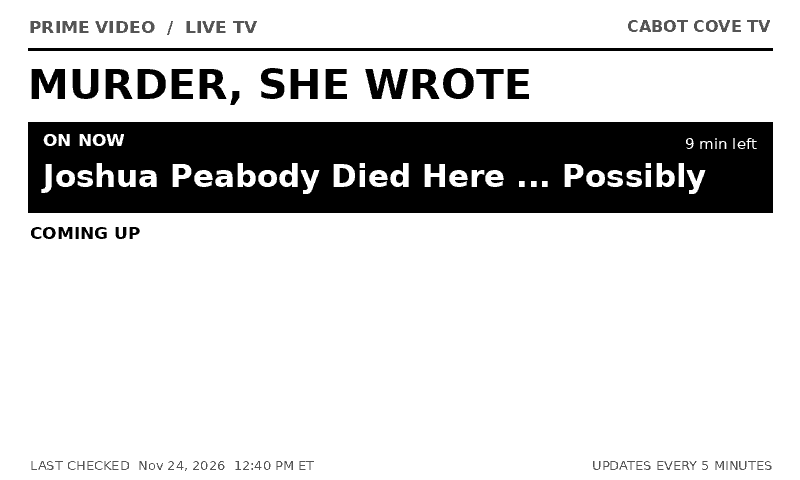 PRIME VIDEO / LIVE TV
CABOT COVE TV
MURDER, SHE WROTE
ON NOW
9 min left
Joshua Peabody Died Here ... Possibly
COMING UP
LAST CHECKED Nov 24, 2026 12:40 PM ET
UPDATES EVERY 5 MINUTES